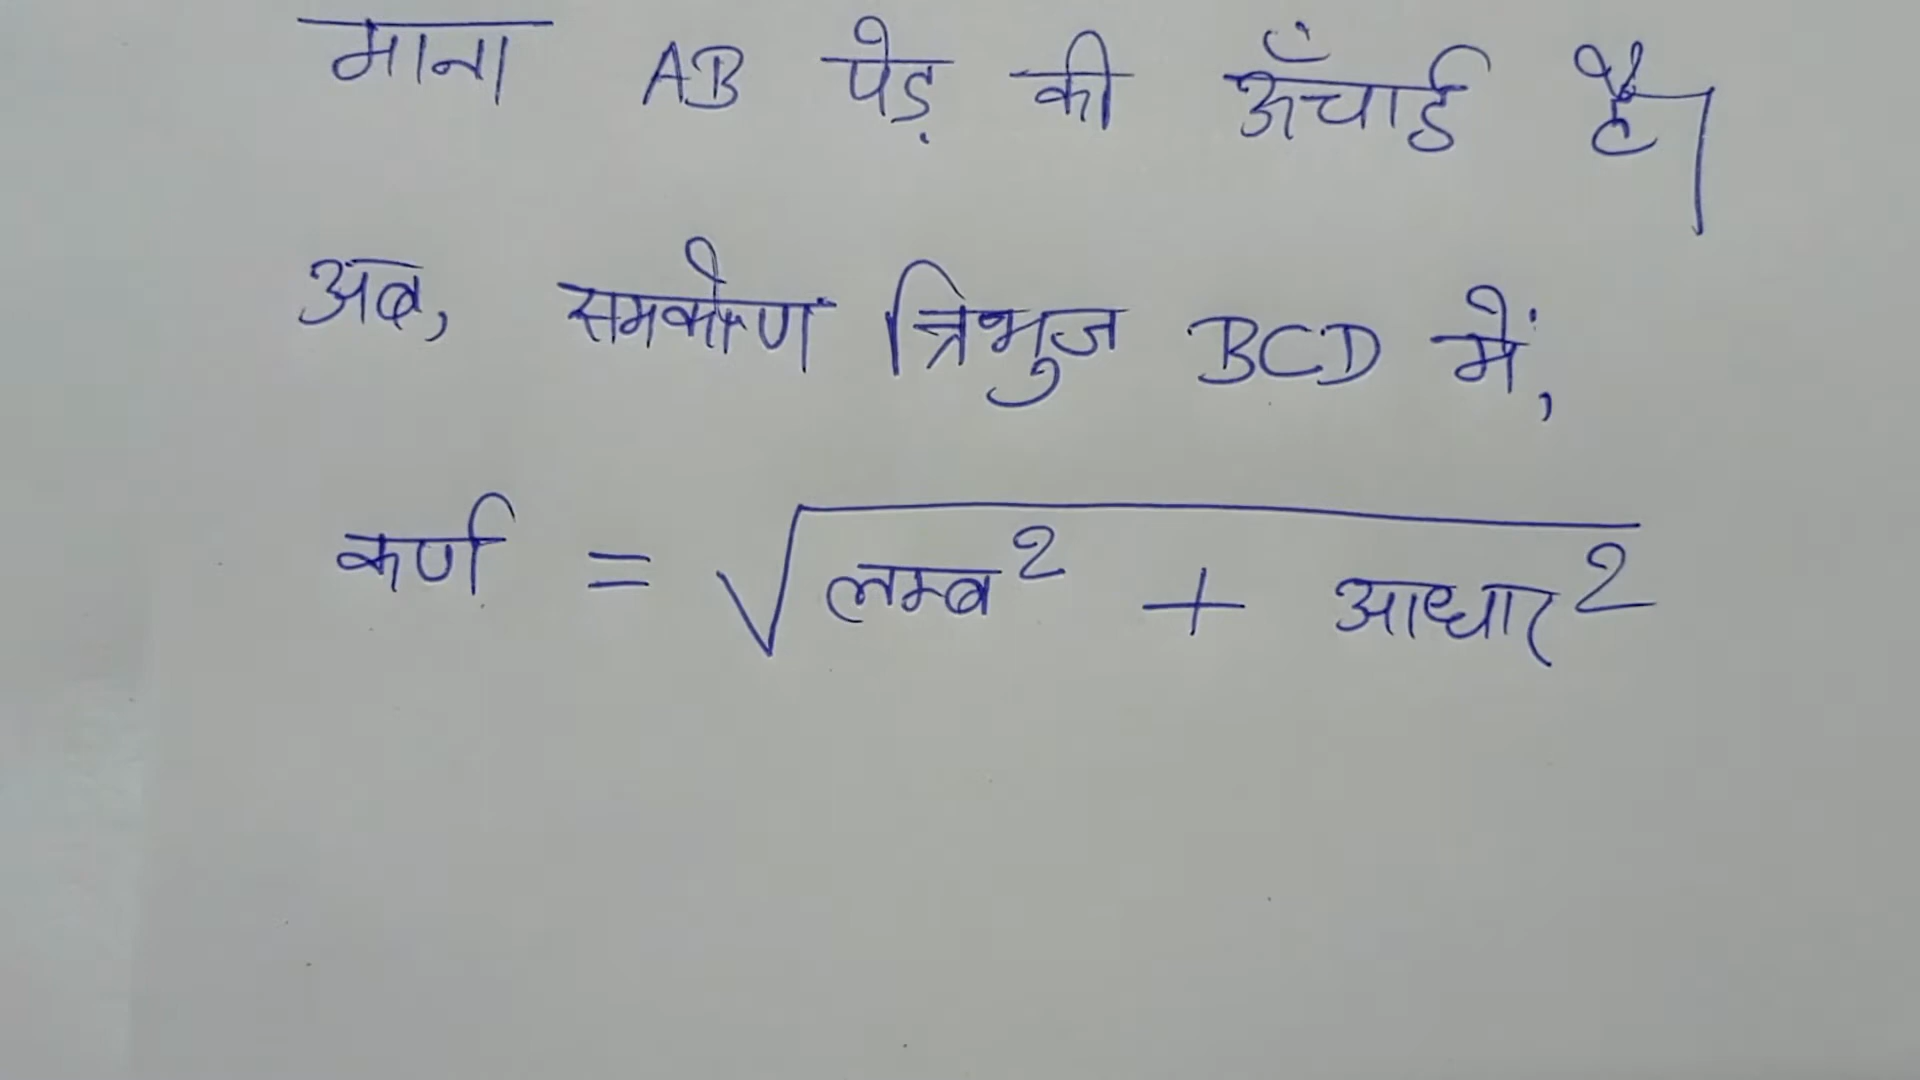 माना AB पेड़ की ऊँचाई है।
अब, समकोण त्रिभुज BCD में,
कर्ण = √लम्ब² + आधार²